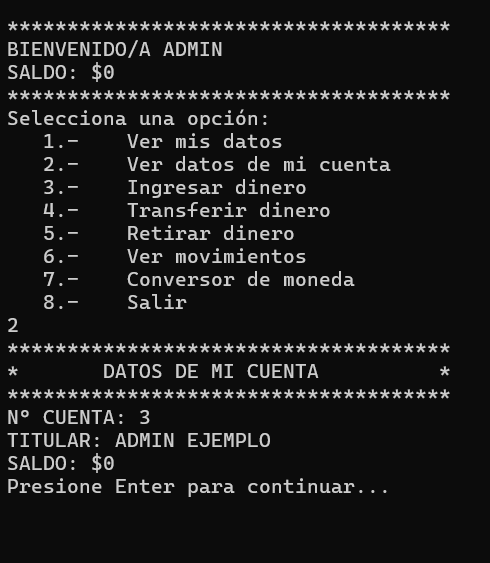 *************************************
BIENVENIDO/A ADMIN
SALDO: $0
*************************************
Selecciona una opción:
   1.-    Ver mis datos
   2.-    Ver datos de mi cuenta
   3.-    Ingresar dinero
   4.-    Transferir dinero
   5.-    Retirar dinero
   6.-    Ver movimientos
   7.-    Conversor de moneda
   8.-    Salir
2
*************************************
*       DATOS DE MI CUENTA          *
*************************************
N° CUENTA: 3
TITULAR: ADMIN EJEMPLO
SALDO: $0
Presione Enter para continuar...